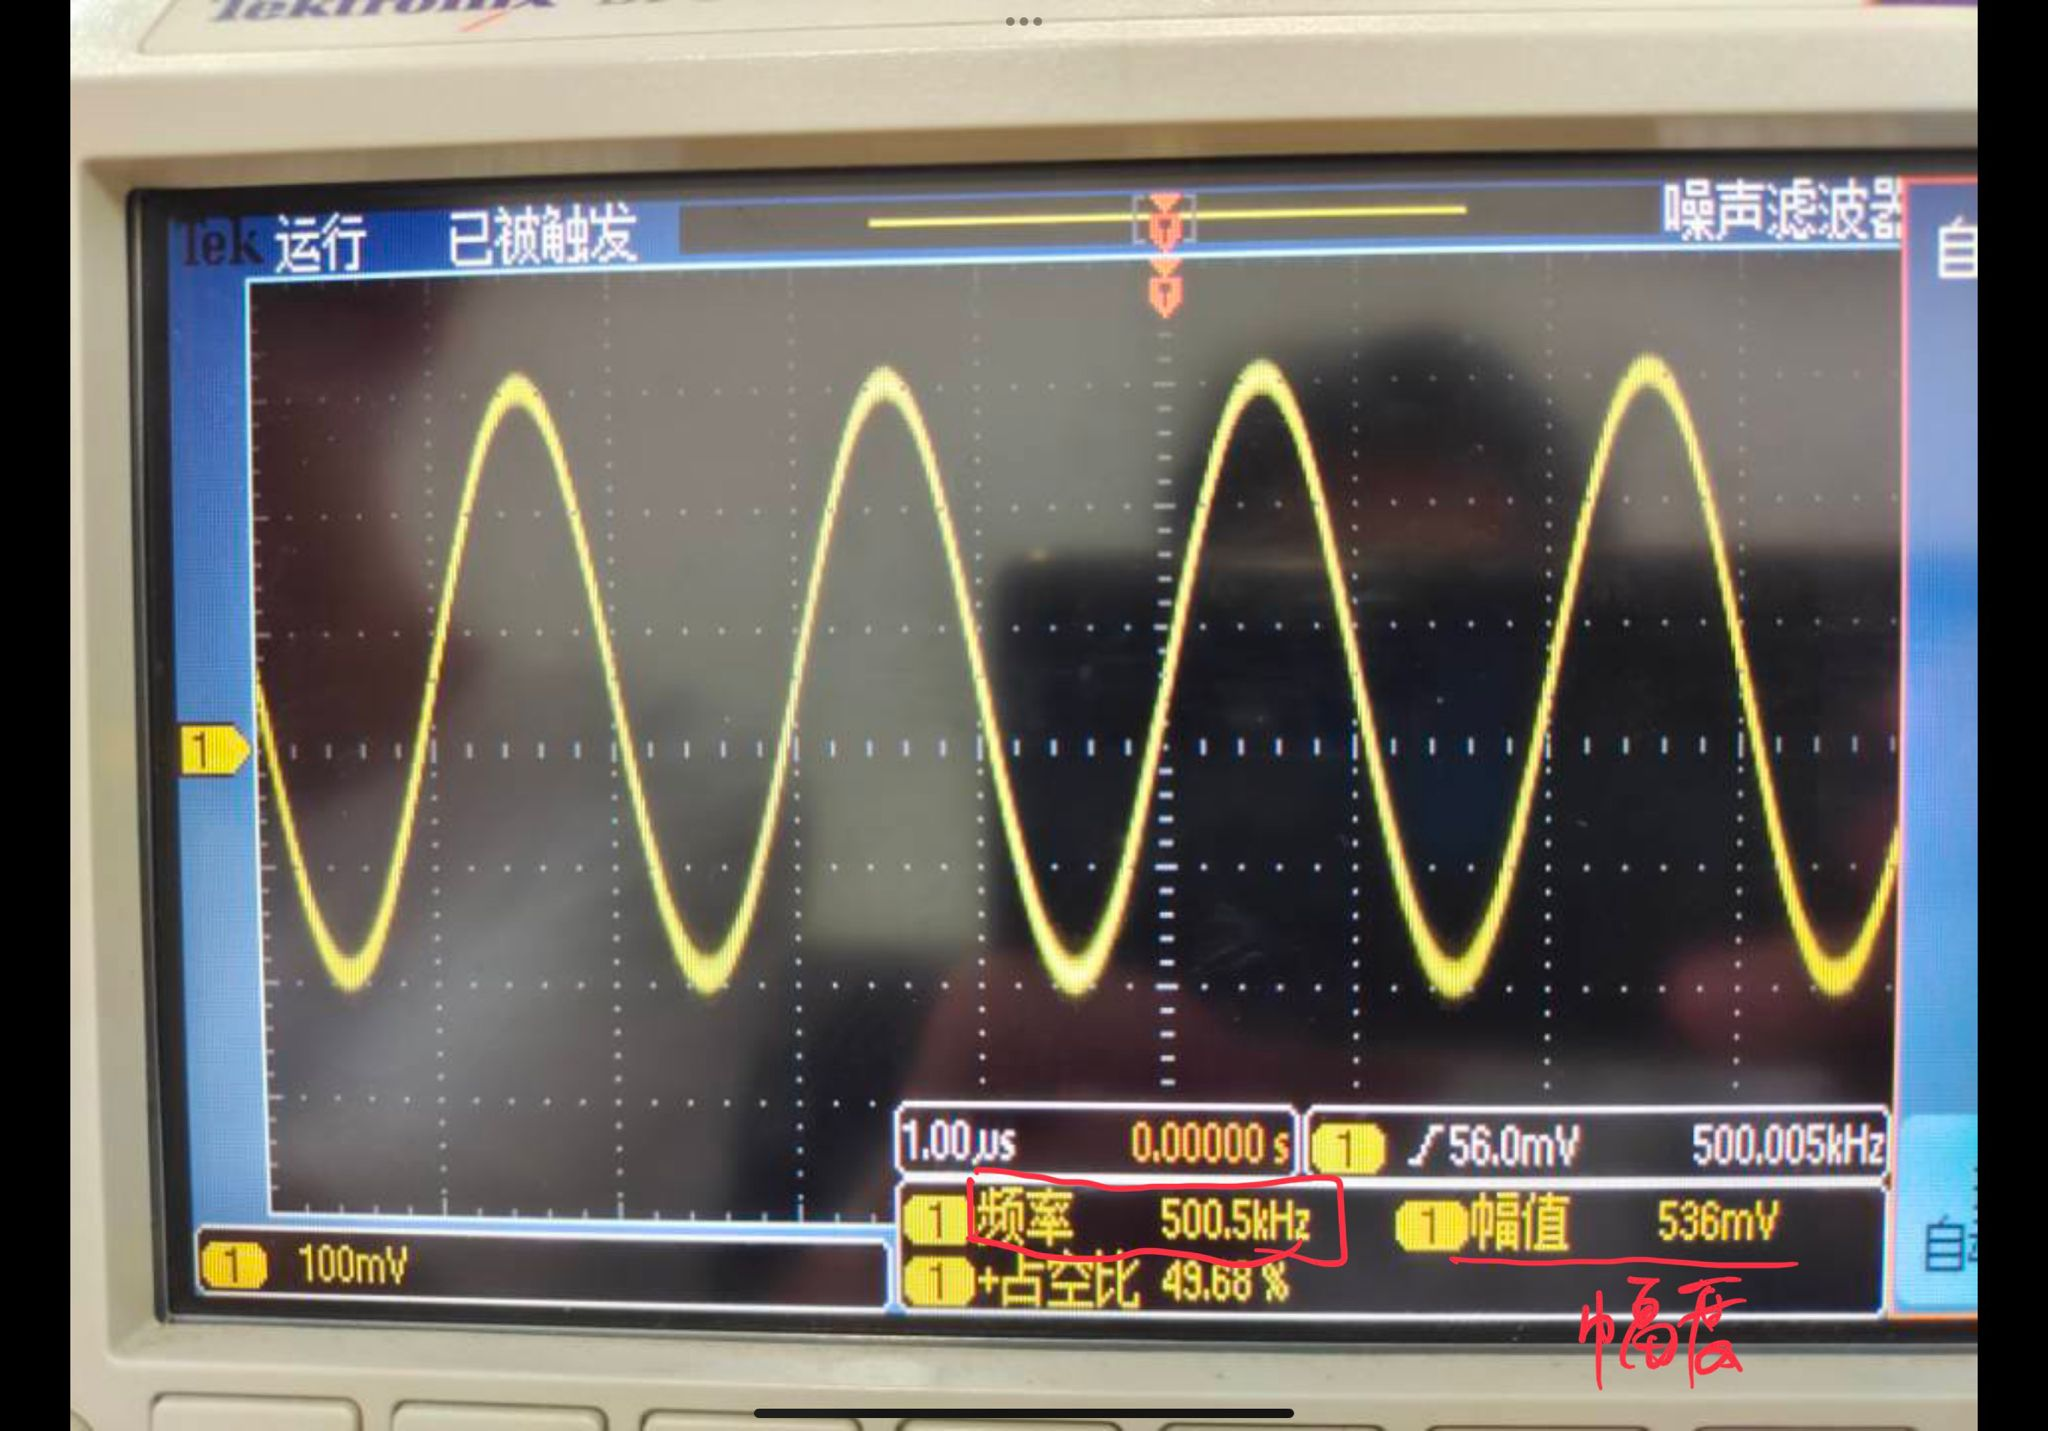 Tektronix
Tek 运行 已被触发 噪声滤波器
自
1
1.00µs 0.00000 s
1 56.0mV 500.005kHz
1 频率 500.5kHz
1 幅值 536mV
1 +占空比 49.68 %
1 100mV
幅度